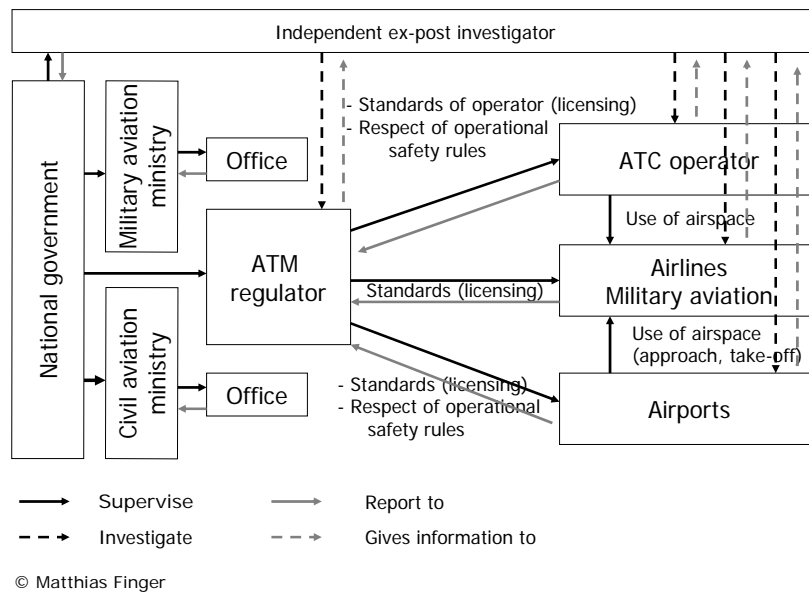 Independent ex-post investigator
National government
Military aviation
ministry
Office
- Standards of operator (licensing)
- Respect of operational
safety rules
ATC operator
Use of airspace
ATM
regulator
Standards (licensing)
Airlines
Military aviation
Use of airspace
(approach, take-off)
Civil aviation
ministry
Office
- Standards (licensing)
- Respect of operational
safety rules
Airports
Supervise
Report to
Investigate
Gives information to
© Matthias Finger